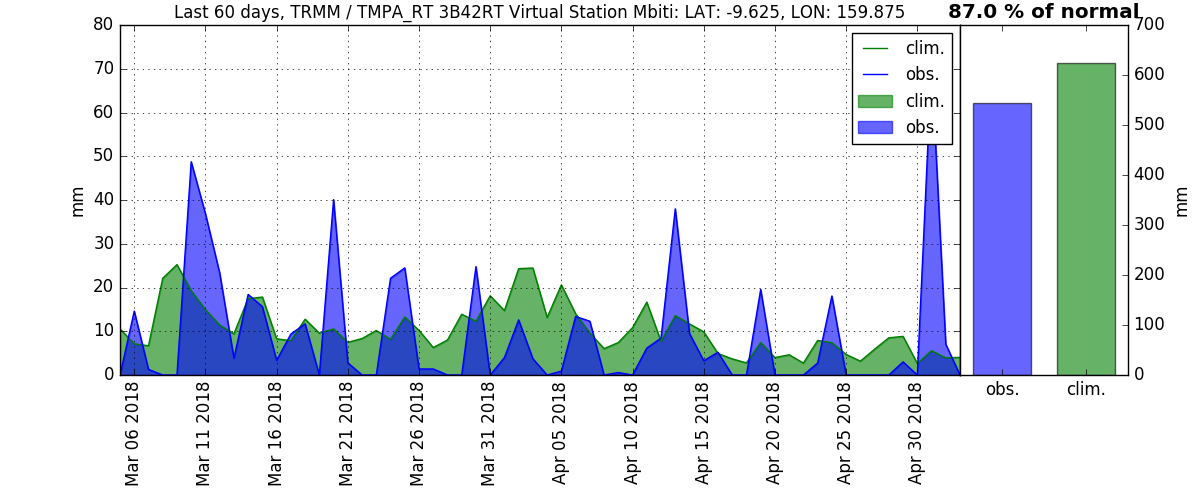 Last 60 days, TRMM / TMPA_RT 3B42RT Virtual Station Mbiti: LAT: -9.625, LON: 159.875
87.0 % of normal
80
70
60
50
40
30
20
10
0
mm
clim.
obs.
clim.
obs.
Mar 06 2018
Mar 11 2018
Mar 16 2018
Mar 21 2018
Mar 26 2018
Mar 31 2018
Apr 05 2018
Apr 10 2018
Apr 15 2018
Apr 20 2018
Apr 25 2018
Apr 30 2018
700
600
500
400
300
200
100
0
mm
obs.
clim.